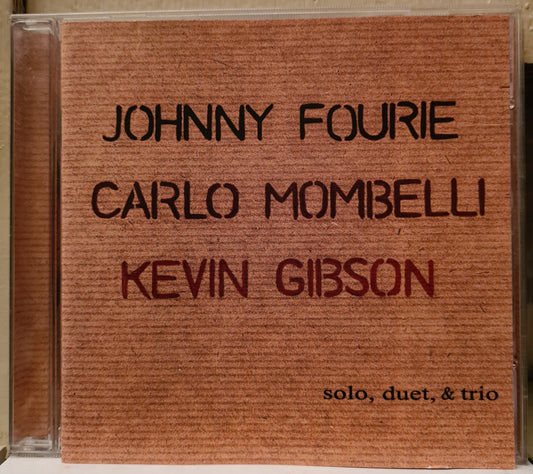 JOHNNY FOURIE
CARLO MOMBELLI
KEVIN GIBSON
solo, duet, & trio